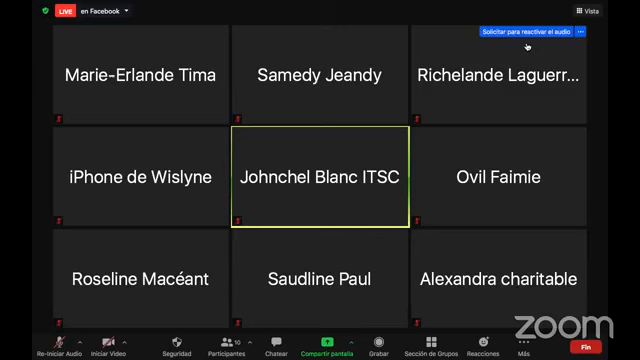 LIVE en Facebook
Vista
Solicitar para reactivar el audio ...
Marie-Erlande Tima
Samedy Jeandy
Richelande Laguerr...
iPhone de Wislyne
Johnchel Blanc ITSC
Ovil Faimie
Roseline Macéant
Saudline Paul
Alexandra charitable
zoom
10
Re-Iniciar Audio
Iniciar Video
Seguridad
Participantes
Chatear
Compartir pantalla
Grabar
Sección de Grupos
Reacciones
Más
Fin